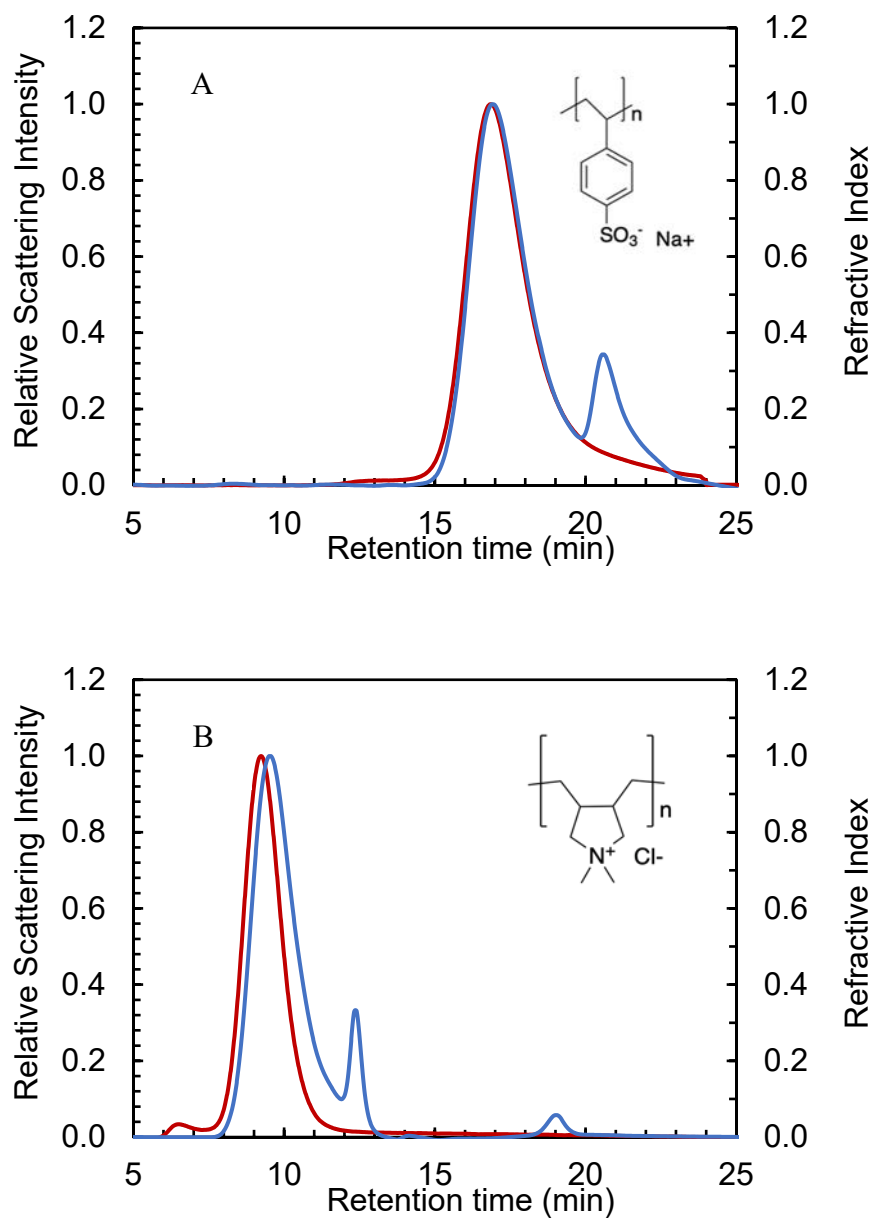 1.2
1.0
0.8
0.6
0.4
0.2
0.0
Relative Scattering Intensity
A
n
SO3- Na+
1.2
1.0
0.8
0.6
0.4
0.2
0.0
Refractive Index
5 10 15 20 25
Retention time (min)
1.2
1.0
0.8
0.6
0.4
0.2
0.0
Relative Scattering Intensity
B
n
N+ Cl-
1.2
1.0
0.8
0.6
0.4
0.2
0.0
Refractive Index
5 10 15 20 25
Retention time (min)